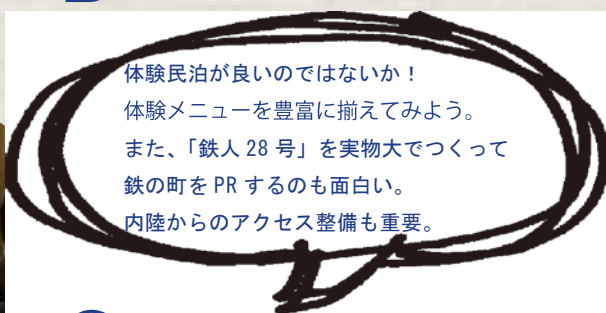 体験民泊が良いのではないか！
体験メニューを豊富に揃えてみよう。
また、「鉄人 28 号」を実物大でつくって
鉄の町を PR するのも面白い。
内陸からのアクセス整備も重要。